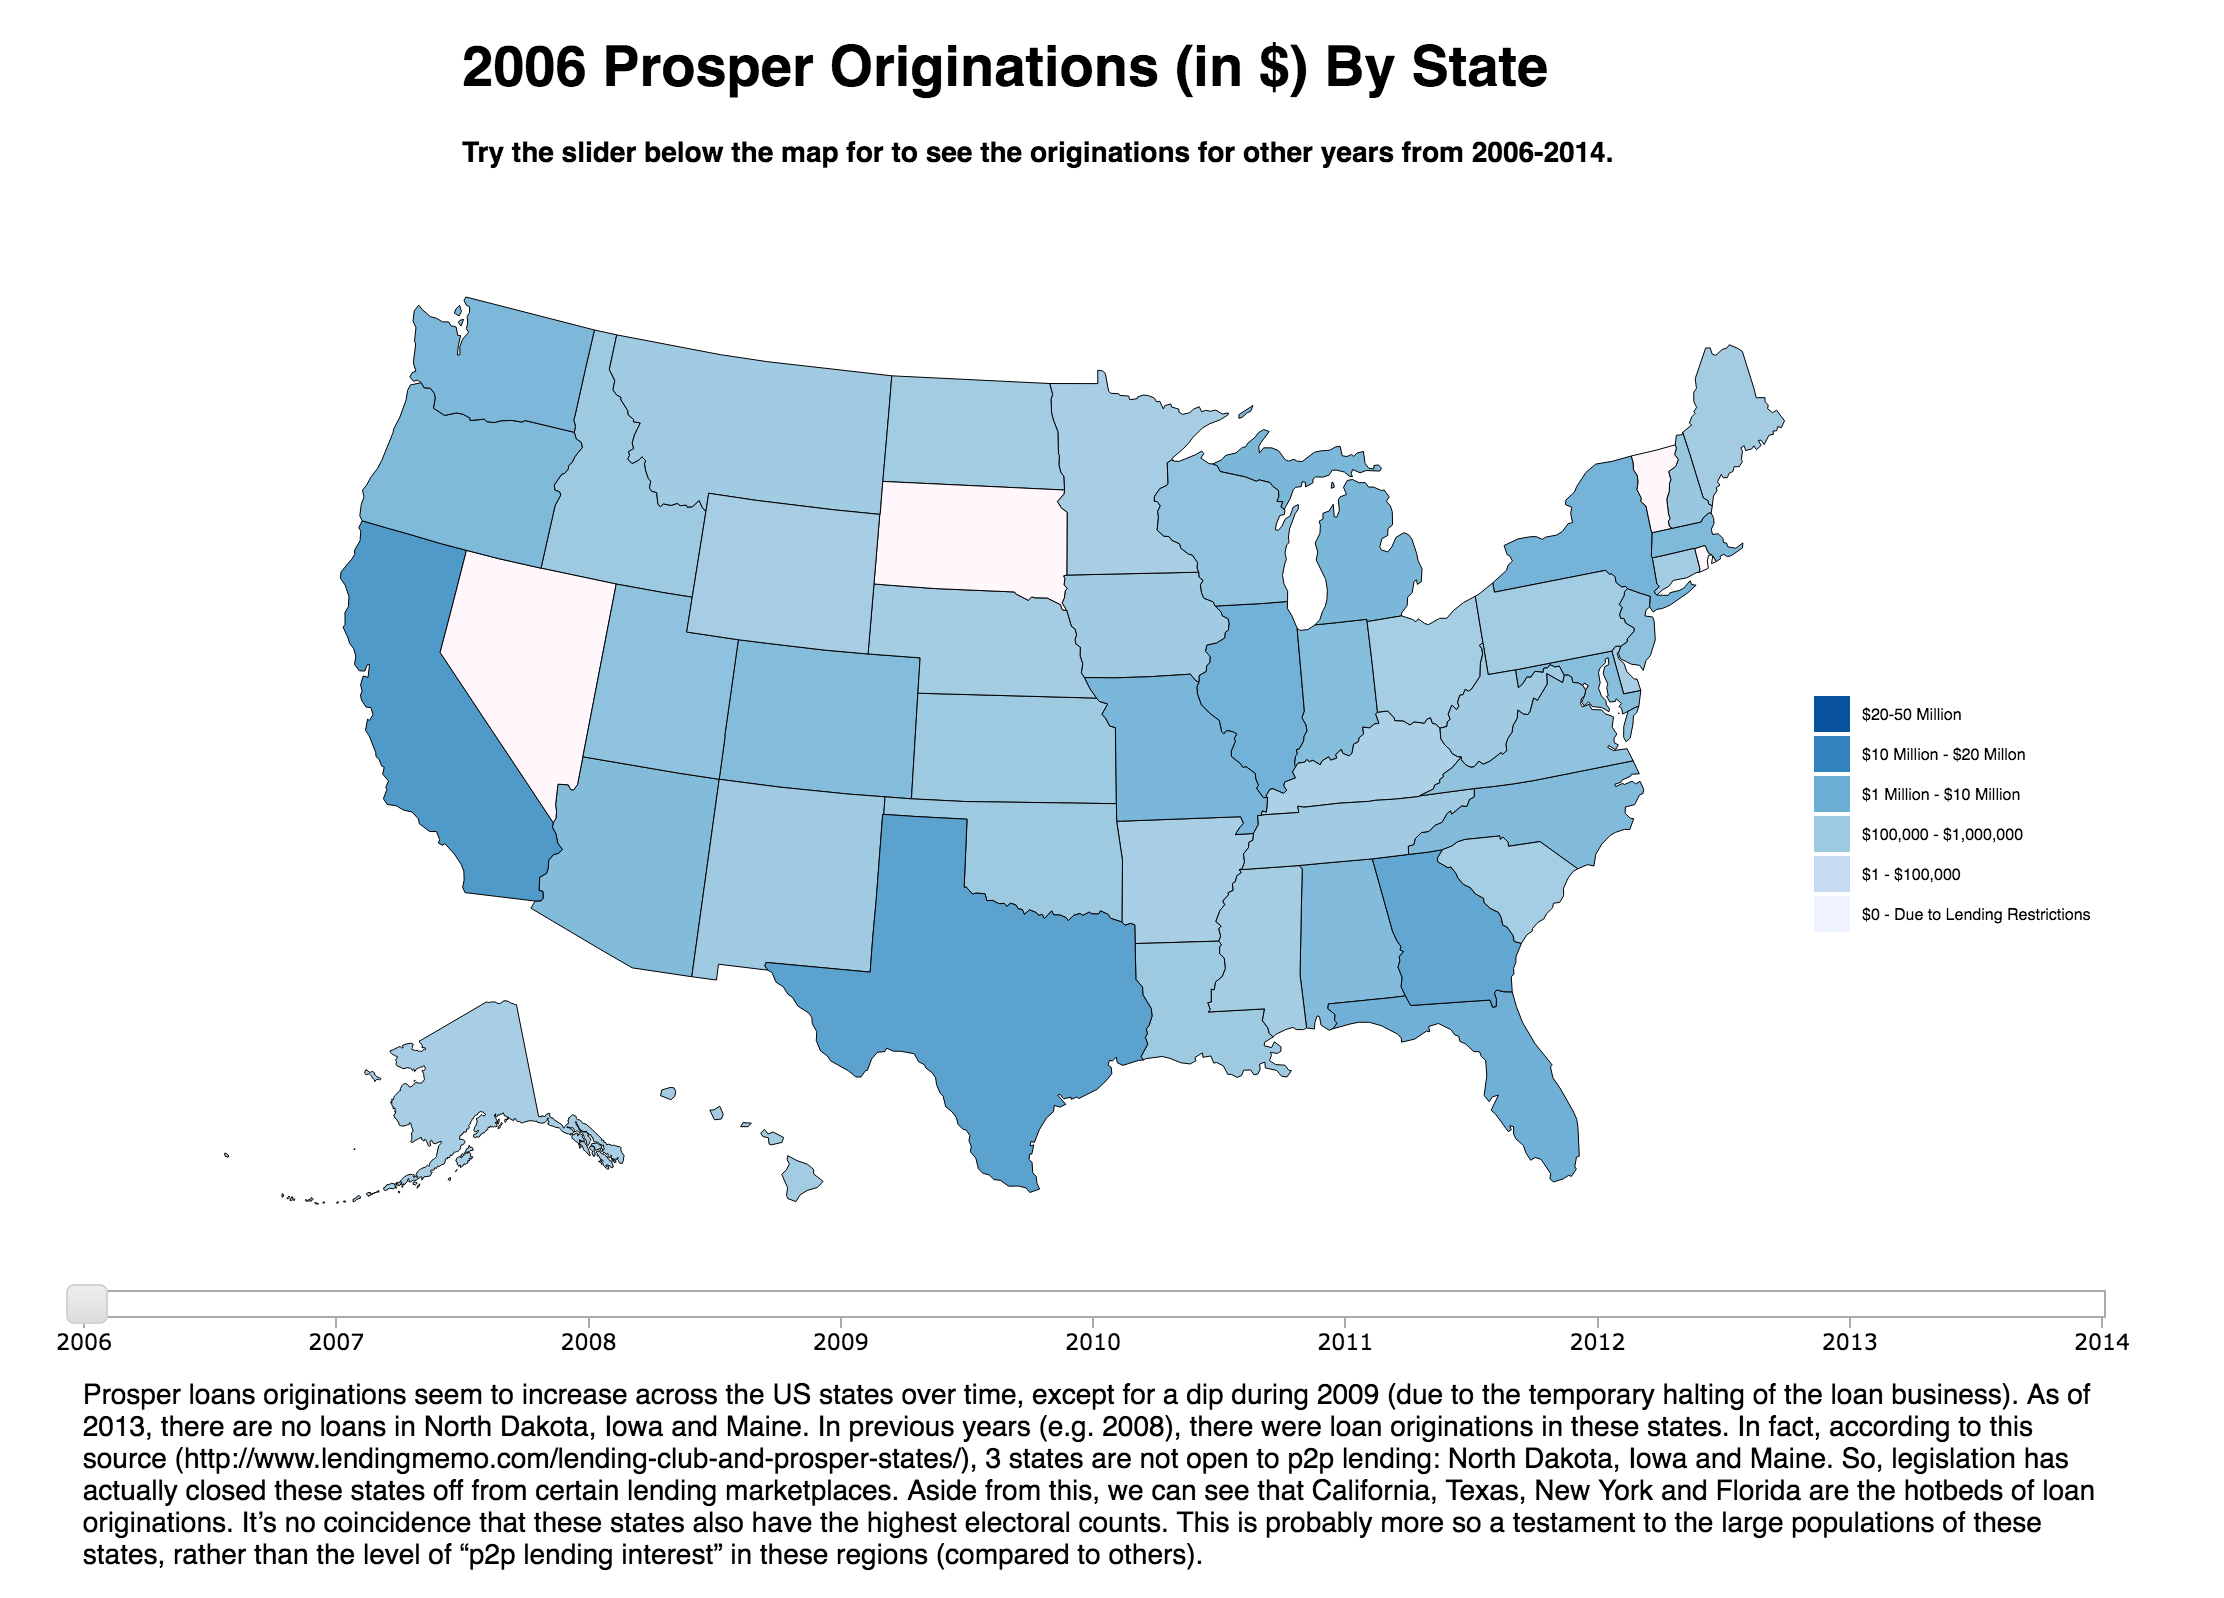 2006 Prosper Originations (in $) By State
Try the slider below the map for to see the originations for other years from 2006-2014.
$20-50 Million
$10 Million - $20 Millon
$1 Million - $10 Million
$100,000 - $1,000,000
$1 - $100,000
$0 - Due to Lending Restrictions
2006 2007 2008 2009 2010 2011 2012 2013 2014
Prosper loans originations seem to increase across the US states over time, except for a dip during 2009 (due to the temporary halting of the loan business). As of
2013, there are no loans in North Dakota, Iowa and Maine. In previous years (e.g. 2008), there were loan originations in these states. In fact, according to this
source (http://www.lendingmemo.com/lending-club-and-prosper-states/), 3 states are not open to p2p lending: North Dakota, Iowa and Maine. So, legislation has
actually closed these states off from certain lending marketplaces. Aside from this, we can see that California, Texas, New York and Florida are the hotbeds of loan
originations. It’s no coincidence that these states also have the highest electoral counts. This is probably more so a testament to the large populations of these
states, rather than the level of “p2p lending interest” in these regions (compared to others).